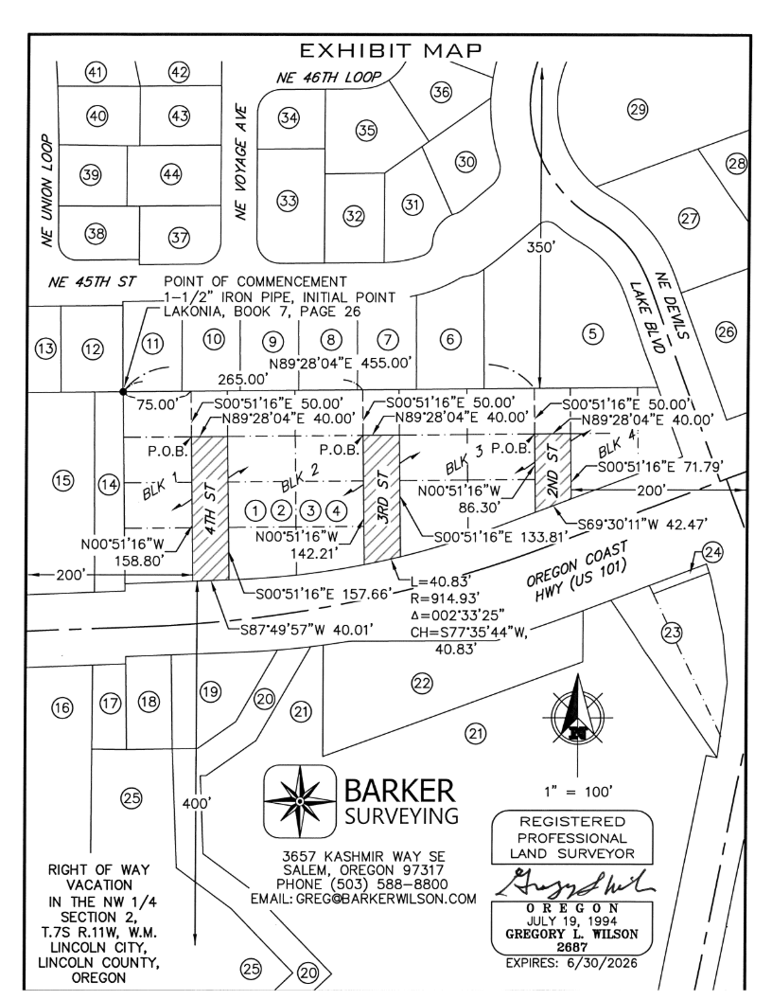 EXHIBIT MAP
41
42
NE 46TH LOOP
36
40
43
34
35
29
NE UNION LOOP
NE VOYAGE AVE
39
44
30
28
33
32
31
38
37
27
350'
NE 45TH ST
POINT OF COMMENCEMENT
1-1/2" IRON PIPE, INITIAL POINT
LAKONIA, BOOK 7, PAGE 26
NE DEVILS
LAKE BLVD
13
12
11
10
9
8
7
6
5
26
N89°28'04"E 455.00'
265.00'
75.00'
S00°51'16"E 50.00'
N89°28'04"E 40.00'
S00°51'16"E 50.00'
N89°28'04"E 40.00'
S00°51'16"E 50.00'
N89°28'04"E 40.00'
P.O.B.
P.O.B.
P.O.B.
15
14
BLK 1
4TH ST
BLK 2
3RD ST
BLK 3
2ND ST
BLK 4
S00°51'16"E 71.79'
200'
N00°51'16"W
86.30'
1
2
3
4
S69°30'11"W 42.47'
N00°51'16"W
158.80'
N00°51'16"W
142.21'
S00°51'16"E 133.81'
200'
OREGON COAST
HWY (US 101)
24
S00°51'16"E 157.66'
L=40.83'
R=914.93'
Δ=002°33'25"
CH=S77°35'44"W,
40.83'
S87°49'57"W 40.01'
23
16
17
18
19
20
21
22
21
N
1" = 100'
25
400'
BARKER
SURVEYING
3657 KASHMIR WAY SE
SALEM, OREGON 97317
PHONE (503) 588-8800
EMAIL: GREG@BARKERWILSON.COM
REGISTERED
PROFESSIONAL
LAND SURVEYOR
OREGON
JULY 19, 1994
GREGORY L. WILSON
2687
EXPIRES: 6/30/2026
RIGHT OF WAY
VACATION
IN THE NW 1/4
SECTION 2,
T.7S R.11W, W.M.
LINCOLN CITY,
LINCOLN COUNTY,
OREGON
25
20